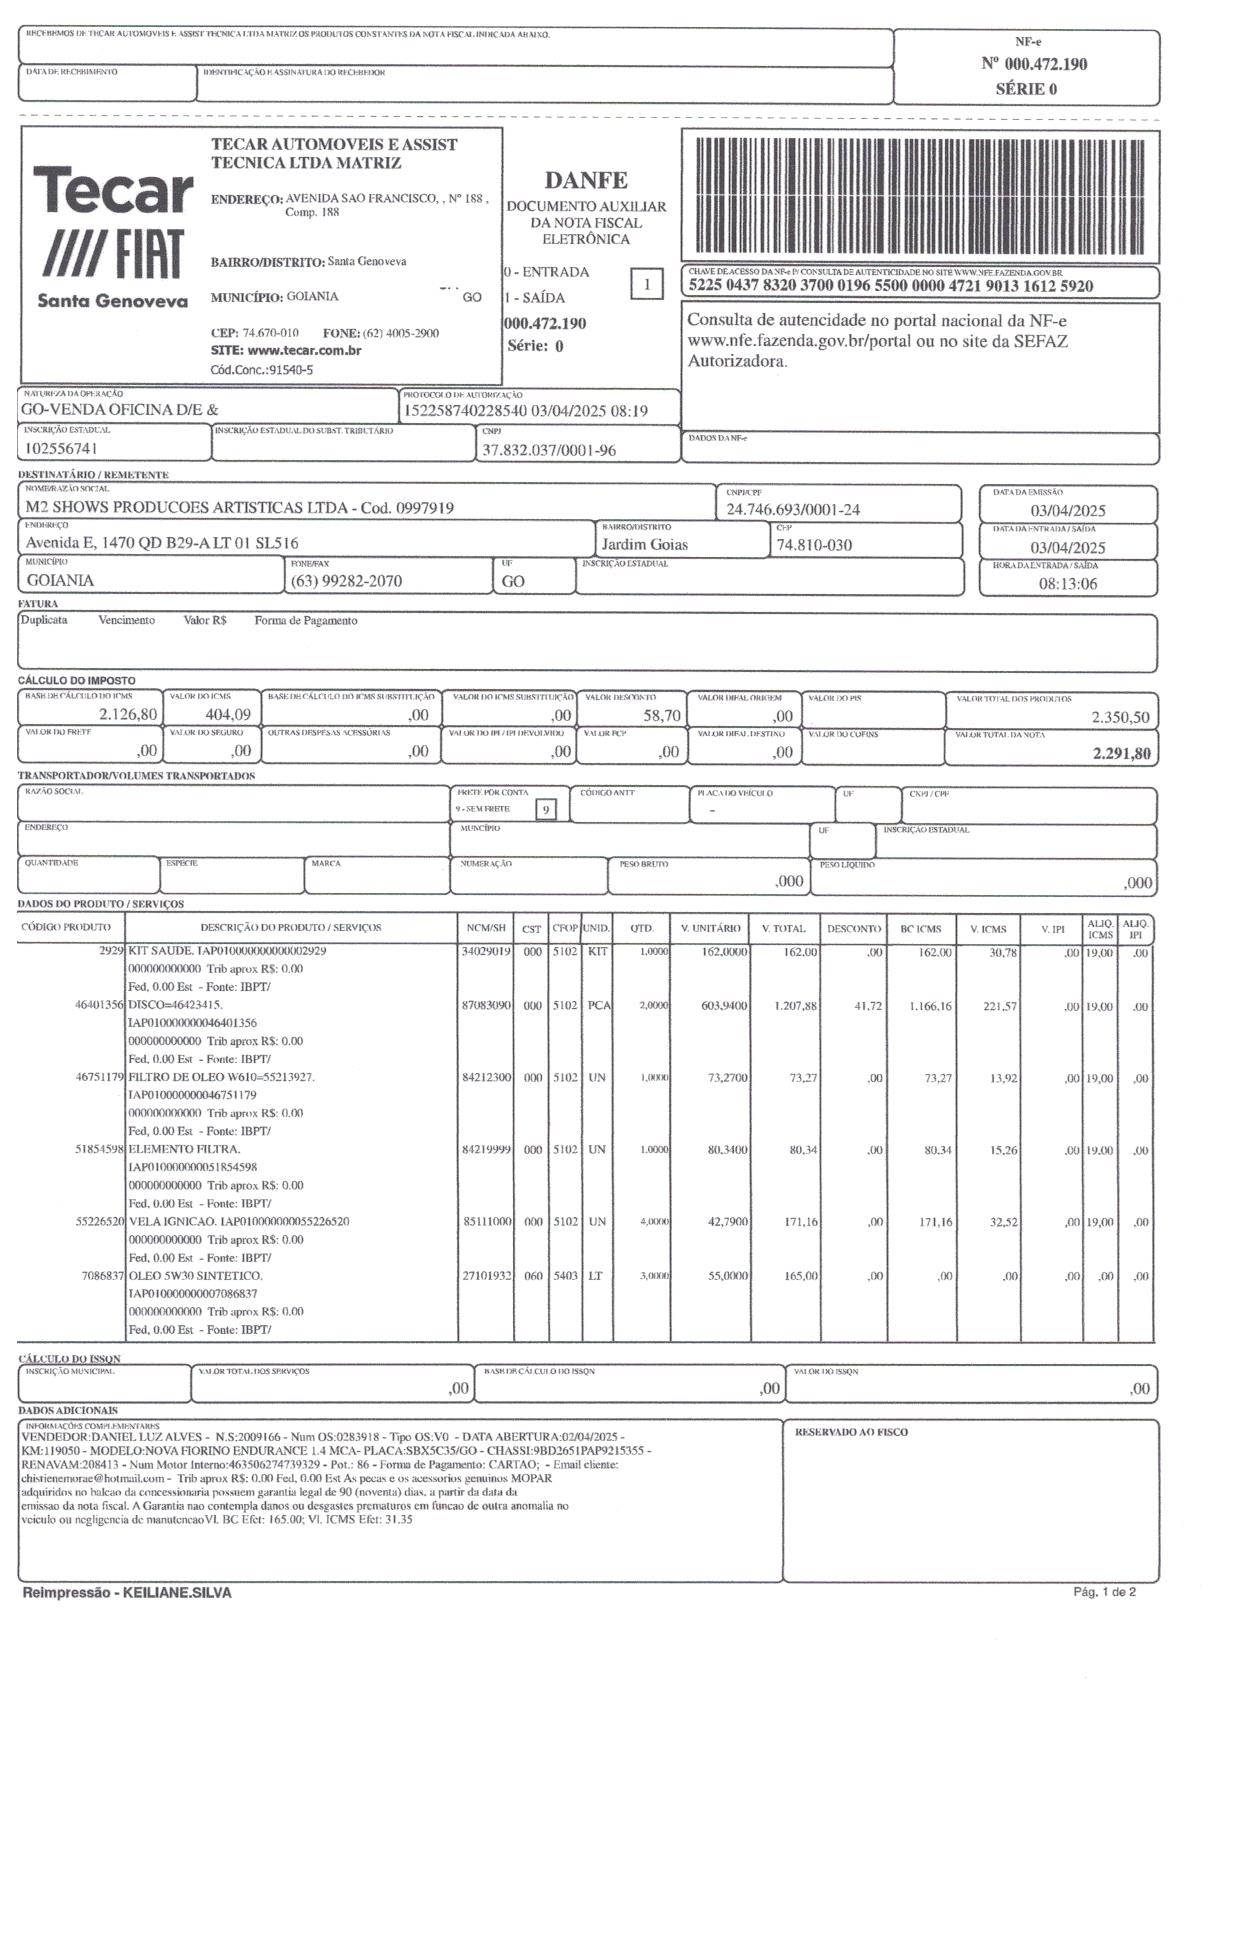 RECEBEMOS DE TECAR AUTOMOVEIS E ASSIST TECNICA LTDA MATRIZ OS PRODUTOS CONSTANTES DA NOTA FISCAL INDICADA ABAIXO.
NF-e
Nº 000.472.190
SÉRIE 0
DATA DE RECEBIMENTO
IDENTIFICAÇÃO E ASSINATURA DO RECEBEDOR
Tecar
FIAT
Santa Genoveva
TECAR AUTOMOVEIS E ASSIST
TECNICA LTDA MATRIZ
ENDEREÇO: AVENIDA SAO FRANCISCO, , Nº 188 ,
Comp. 188
BAIRRO/DISTRITO: Santa Genoveva
MUNICÍPIO: GOIANIA GO
CEP: 74.670-010 FONE: (62) 4005-2900
SITE: www.tecar.com.br
Cód.Conc.:91540-5
DANFE
DOCUMENTO AUXILIAR
DA NOTA FISCAL
ELETRÔNICA
0 - ENTRADA
1 - SAÍDA
1
000.472.190
Série: 0
CHAVE DE ACESSO DA NF-e P/ CONSULTA DE AUTENTICIDADE NO SITE WWW.NFE.FAZENDA.GOV.BR
5225 0437 8320 3700 0196 5500 0000 4721 9013 1612 5920
Consulta de autencidade no portal nacional da NF-e
www.nfe.fazenda.gov.br/portal ou no site da SEFAZ
Autorizadora.
NATUREZA DA OPERAÇÃO
GO-VENDA OFICINA D/E &
PROTOCOLO DE AUTORIZAÇÃO
152258740228540 03/04/2025 08:19
INSCRIÇÃO ESTADUAL
102556741
INSCRIÇÃO ESTADUAL DO SUBST. TRIBUTÁRIO
CNPJ
37.832.037/0001-96
DADOS DA NF-e
DESTINATÁRIO / REMETENTE
NOME/RAZÃO SOCIAL
M2 SHOWS PRODUCOES ARTISTICAS LTDA - Cod. 0997919
CNPJ/CPF
24.746.693/0001-24
DATA DA EMISSÃO
03/04/2025
ENDEREÇO
Avenida E, 1470 QD B29-A LT 01 SL516
BAIRRO/DISTRITO
Jardim Goias
CEP
74.810-030
DATA DA ENTRADA / SAÍDA
03/04/2025
MUNICÍPIO
GOIANIA
FONE/FAX
(63) 99282-2070
UF
GO
INSCRIÇÃO ESTADUAL
HORA DA ENTRADA / SAÍDA
08:13:06
FATURA
Duplicata Vencimento Valor R$ Forma de Pagamento
CÁLCULO DO IMPOSTO
BASE DE CÁLCULO DO ICMS VALOR DO ICMS BASE DE CÁLCULO DO ICMS SUBSTITUIÇÃO VALOR DO ICMS SUBSTITUIÇÃO VALOR DESCONTO VALOR DIFAL ORIGEM VALOR DO PIS VALOR TOTAL DOS PRODUTOS
2.126,80 404,09 ,00 ,00 58,70 ,00 2.350,50
VALOR DO FRETE VALOR DO SEGURO OUTRAS DESPESAS ACESSÓRIAS VALOR DO IPI / IPI DEVOLVIDO VALOR FCP VALOR DIFAL DESTINO VALOR DO COFINS VALOR TOTAL DA NOTA
,00 ,00 ,00 ,00 ,00 ,00 2.291,80
TRANSPORTADOR/VOLUMES TRANSPORTADOS
RAZÃO SOCIAL FRETE POR CONTA CÓDIGO ANTT PLACA DO VEÍCULO UF CNPJ / CPF
9 - SEM FRETE 9 -
ENDEREÇO MUNCÍPIO UF INSCRIÇÃO ESTADUAL
QUANTIDADE ESPÉCIE MARCA NUMERAÇÃO PESO BRUTO PESO LÍQUIDO
,000 ,000
DADOS DO PRODUTO / SERVIÇOS
CÓDIGO PRODUTO DESCRIÇÃO DO PRODUTO / SERVIÇOS NCM/SH CST CFOP UNID. QTD. V. UNITÁRIO V. TOTAL DESCONTO BC ICMS V. ICMS V. IPI ALIQ. ICMS ALIQ. IPI
2929 KIT SAUDE. IAP010000000000002929 34029019 000 5102 KIT 1,0000 162,0000 162,00 ,00 162,00 30,78 ,00 19,00 ,00
000000000000 Trib aprox R$: 0.00
Fed, 0.00 Est - Fonte: IBPT/
46401356 DISCO=46423415. 87083090 000 5102 PCA 2,0000 603,9400 1.207,88 41,72 1.166,16 221,57 ,00 19,00 ,00
IAP010000000046401356
000000000000 Trib aprox R$: 0.00
Fed, 0.00 Est - Fonte: IBPT/
46751179 FILTRO DE OLEO W610=55213927. 84212300 000 5102 UN 1,0000 73,2700 73,27 ,00 73,27 13,92 ,00 19,00 ,00
IAP010000000046751179
000000000000 Trib aprox R$: 0.00
Fed, 0.00 Est - Fonte: IBPT/
51854598 ELEMENTO FILTRA. 84219999 000 5102 UN 1,0000 80,3400 80,34 ,00 80,34 15,26 ,00 19,00 ,00
IAP010000000051854598
000000000000 Trib aprox R$: 0.00
Fed, 0.00 Est - Fonte: IBPT/
55226520 VELA IGNICAO. IAP010000000055226520 85111000 000 5102 UN 4,0000 42,7900 171,16 ,00 171,16 32,52 ,00 19,00 ,00
000000000000 Trib aprox R$: 0.00
Fed, 0.00 Est - Fonte: IBPT/
7086837 OLEO 5W30 SINTETICO. 27101932 060 5403 LT 3,0000 55,0000 165,00 ,00 ,00 ,00 ,00 ,00 ,00
IAP010000000007086837
000000000000 Trib aprox R$: 0.00
Fed, 0.00 Est - Fonte: IBPT/
CÁLCULO DO ISSQN
INSCRIÇÃO MUNICIPAL VALOR TOTAL DOS SERVIÇOS BASE DE CÁLCULO DO ISSQN VALOR DO ISSQN
,00 ,00 ,00
DADOS ADICIONAIS
INFORMAÇÕES COMPLEMENTARES
RESERVADO AO FISCO
VENDEDOR:DANIEL LUZ ALVES - N.S:2009166 - Num OS:0283918 - Tipo OS:V0 - DATA ABERTURA:02/04/2025 -
KM:119050 - MODELO:NOVA FIORINO ENDURANCE 1.4 MCA- PLACA:SBX5C35/GO - CHASSI:9BD2651PAP9215355 -
RENAVAM:208413 - Num Motor Interno:463506274739329 - Pot.: 86 - Forma de Pagamento: CARTAO; - Email cliente:
chistienemorae@hotmail.com - Trib aprox R$: 0.00 Fed, 0.00 Est As pecas e os acessorios genuinos MOPAR
adquiridos no balcao da concessionaria possuem garantia legal de 90 (noventa) dias, a partir da data da
emissao da nota fiscal. A Garantia nao contempla danos ou desgastes prematuros em funcao de outra anomalia no
veiculo ou negligencia de manutencaoVl. BC Efet: 165.00; Vl. ICMS Efet: 31.35
Reimpressão - KEILIANE.SILVA
Pág. 1 de 2